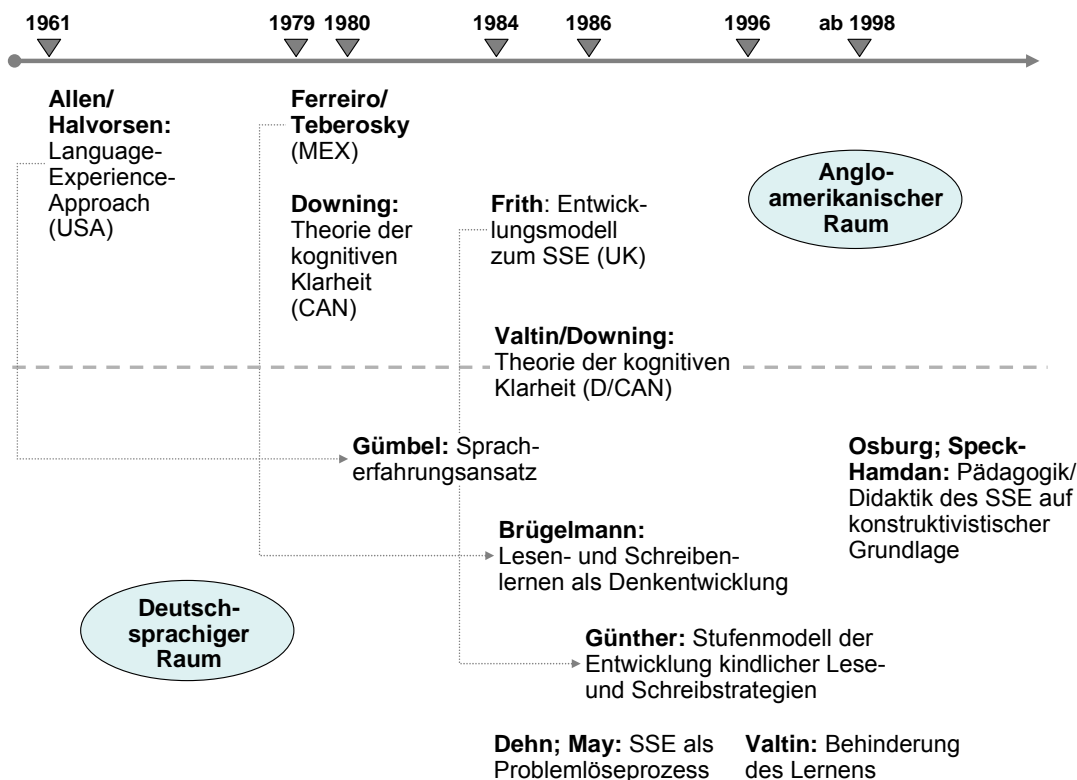 1961
1979 1980
1984
1986
1996
ab 1998
Allen/
Halvorsen:
Language-
Experience-
Approach
(USA)
Ferreiro/
Teberosky
(MEX)
Downing:
Theorie der
kognitiven
Klarheit
(CAN)
Frith: Entwick-
lungsmodell
zum SSE (UK)
Anglo-
amerikanischer
Raum
Valtin/Downing:
Theorie der kognitiven
Klarheit (D/CAN)
Gümbel: Sprach-
erfahrungsansatz
Osburg; Speck-
Hamdan: Pädagogik/
Didaktik des SSE auf
konstruktivistischer
Grundlage
Brügelmann:
Lesen- und Schreiben-
lernen als Denkentwicklung
Deutsch-
sprachiger
Raum
Günther: Stufenmodell der
Entwicklung kindlicher Lese-
und Schreibstrategien
Dehn; May: SSE als
Problemlöseprozess
Valtin: Behinderung
des Lernens